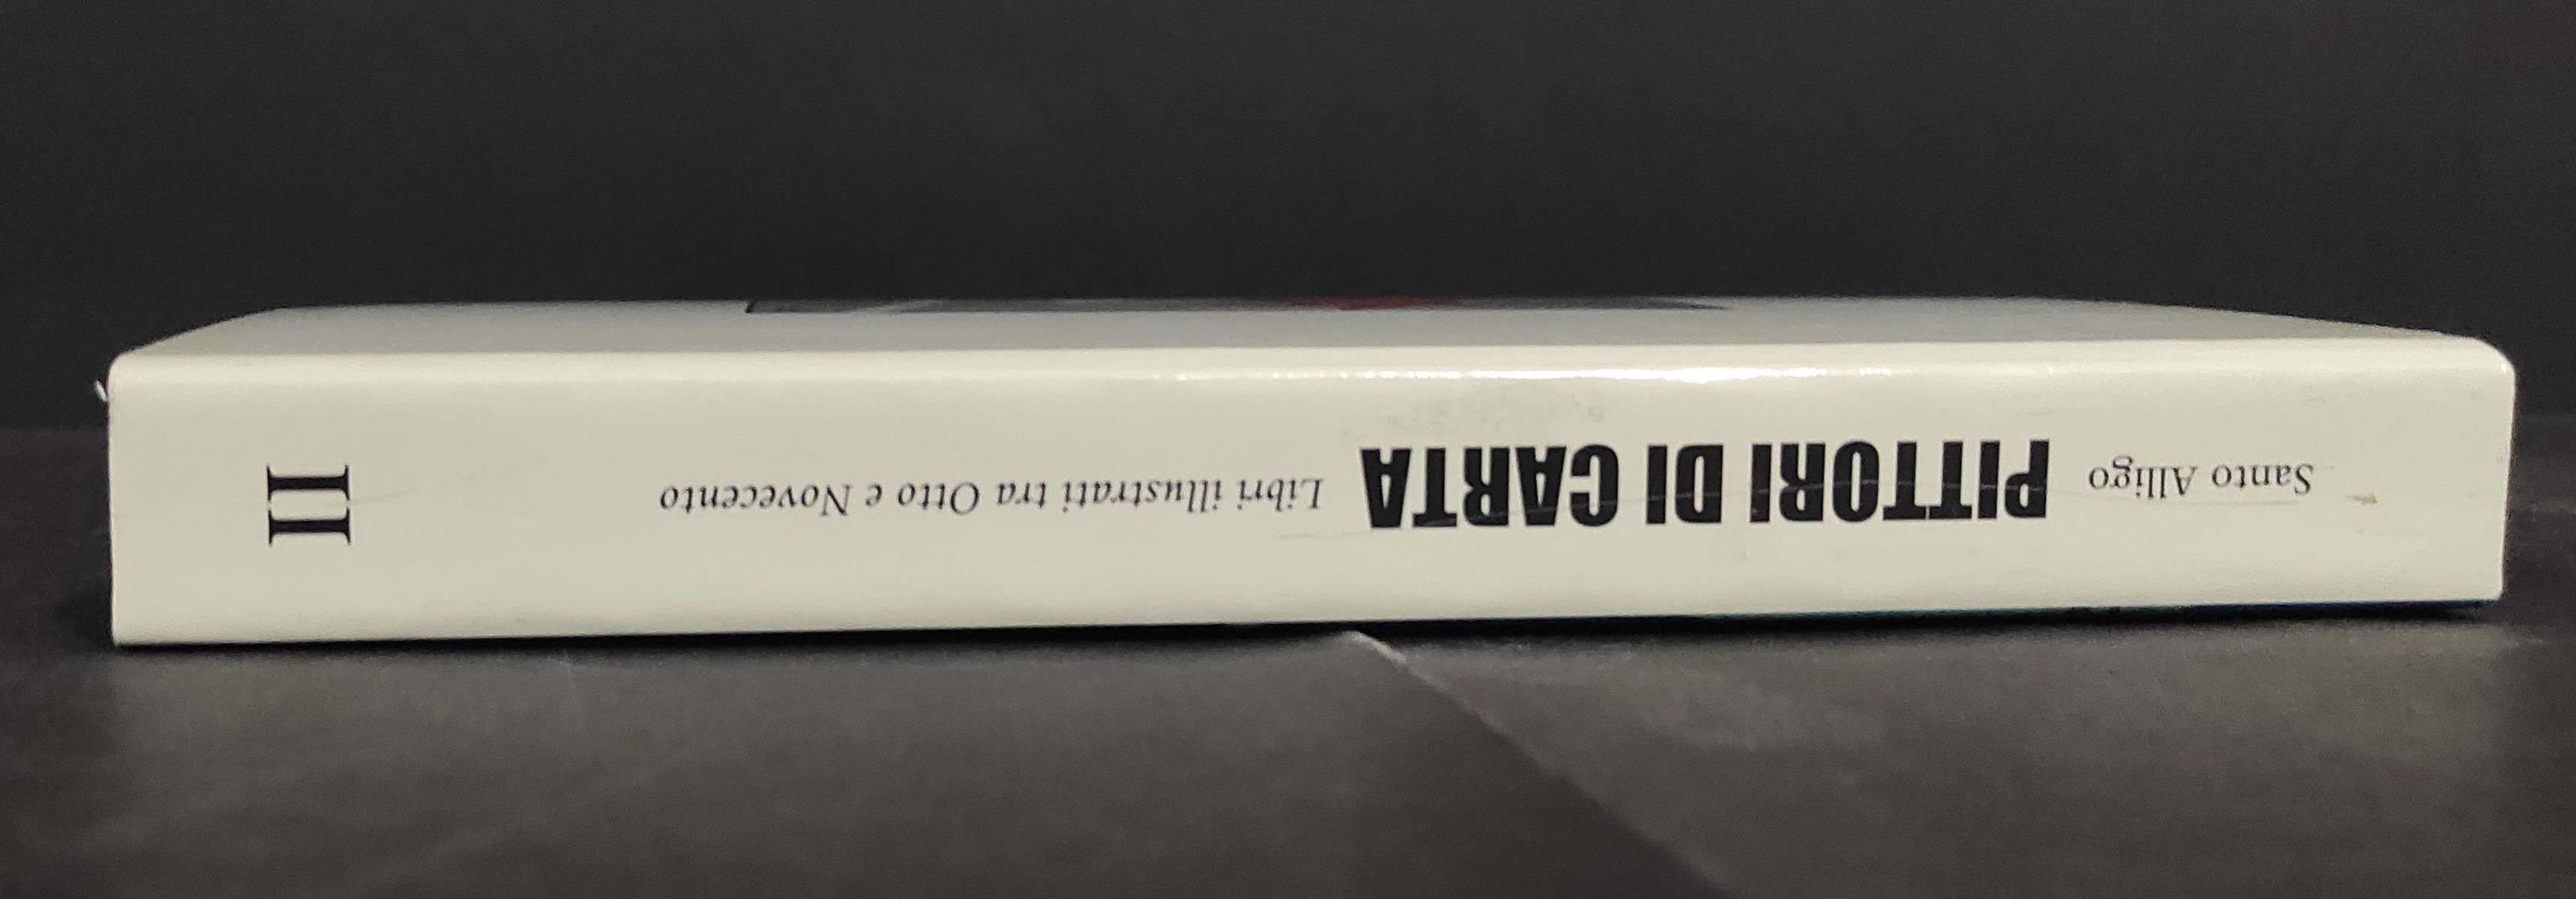 Santo Alligo PITTORI DI CARTA Libri illustrati tra Otto e Novecento
II